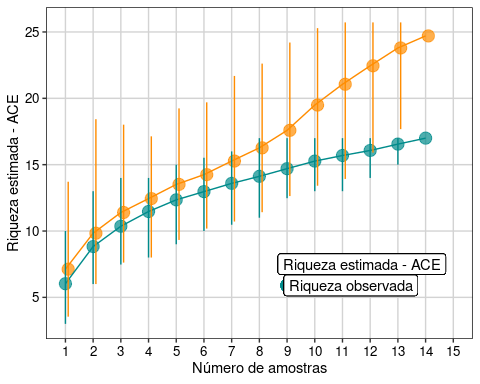 Riqueza estimada - ACE
25
20
15
10
5
Riqueza estimada - ACE
Riqueza observada
1 2 3 4 5 6 7 8 9 10 11 12 13 14 15
Número de amostras